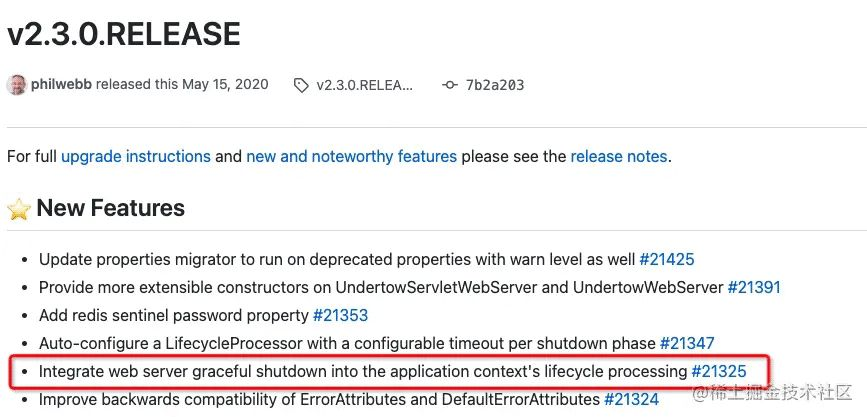 v2.3.0.RELEASE
philwebb released this May 15, 2020 v2.3.0.RELEA... 7b2a203
For full upgrade instructions and new and noteworthy features please see the release notes.
New Features
• Update properties migrator to run on deprecated properties with warn level as well #21425
• Provide more extensible constructors on UndertowServletWebServer and UndertowWebServer #21391
• Add redis sentinel password property #21353
• Auto-configure a LifecycleProcessor with a configurable timeout per shutdown phase #21347
• Integrate web server graceful shutdown into the application context's lifecycle processing #21325
• Improve backwards compatibility of ErrorAttributes and DefaultErrorAttributes #21324
@稀土掘金技术社区